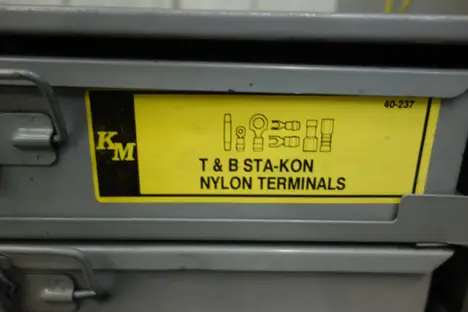 40-237
KM
T & B STA-KON
NYLON TERMINALS